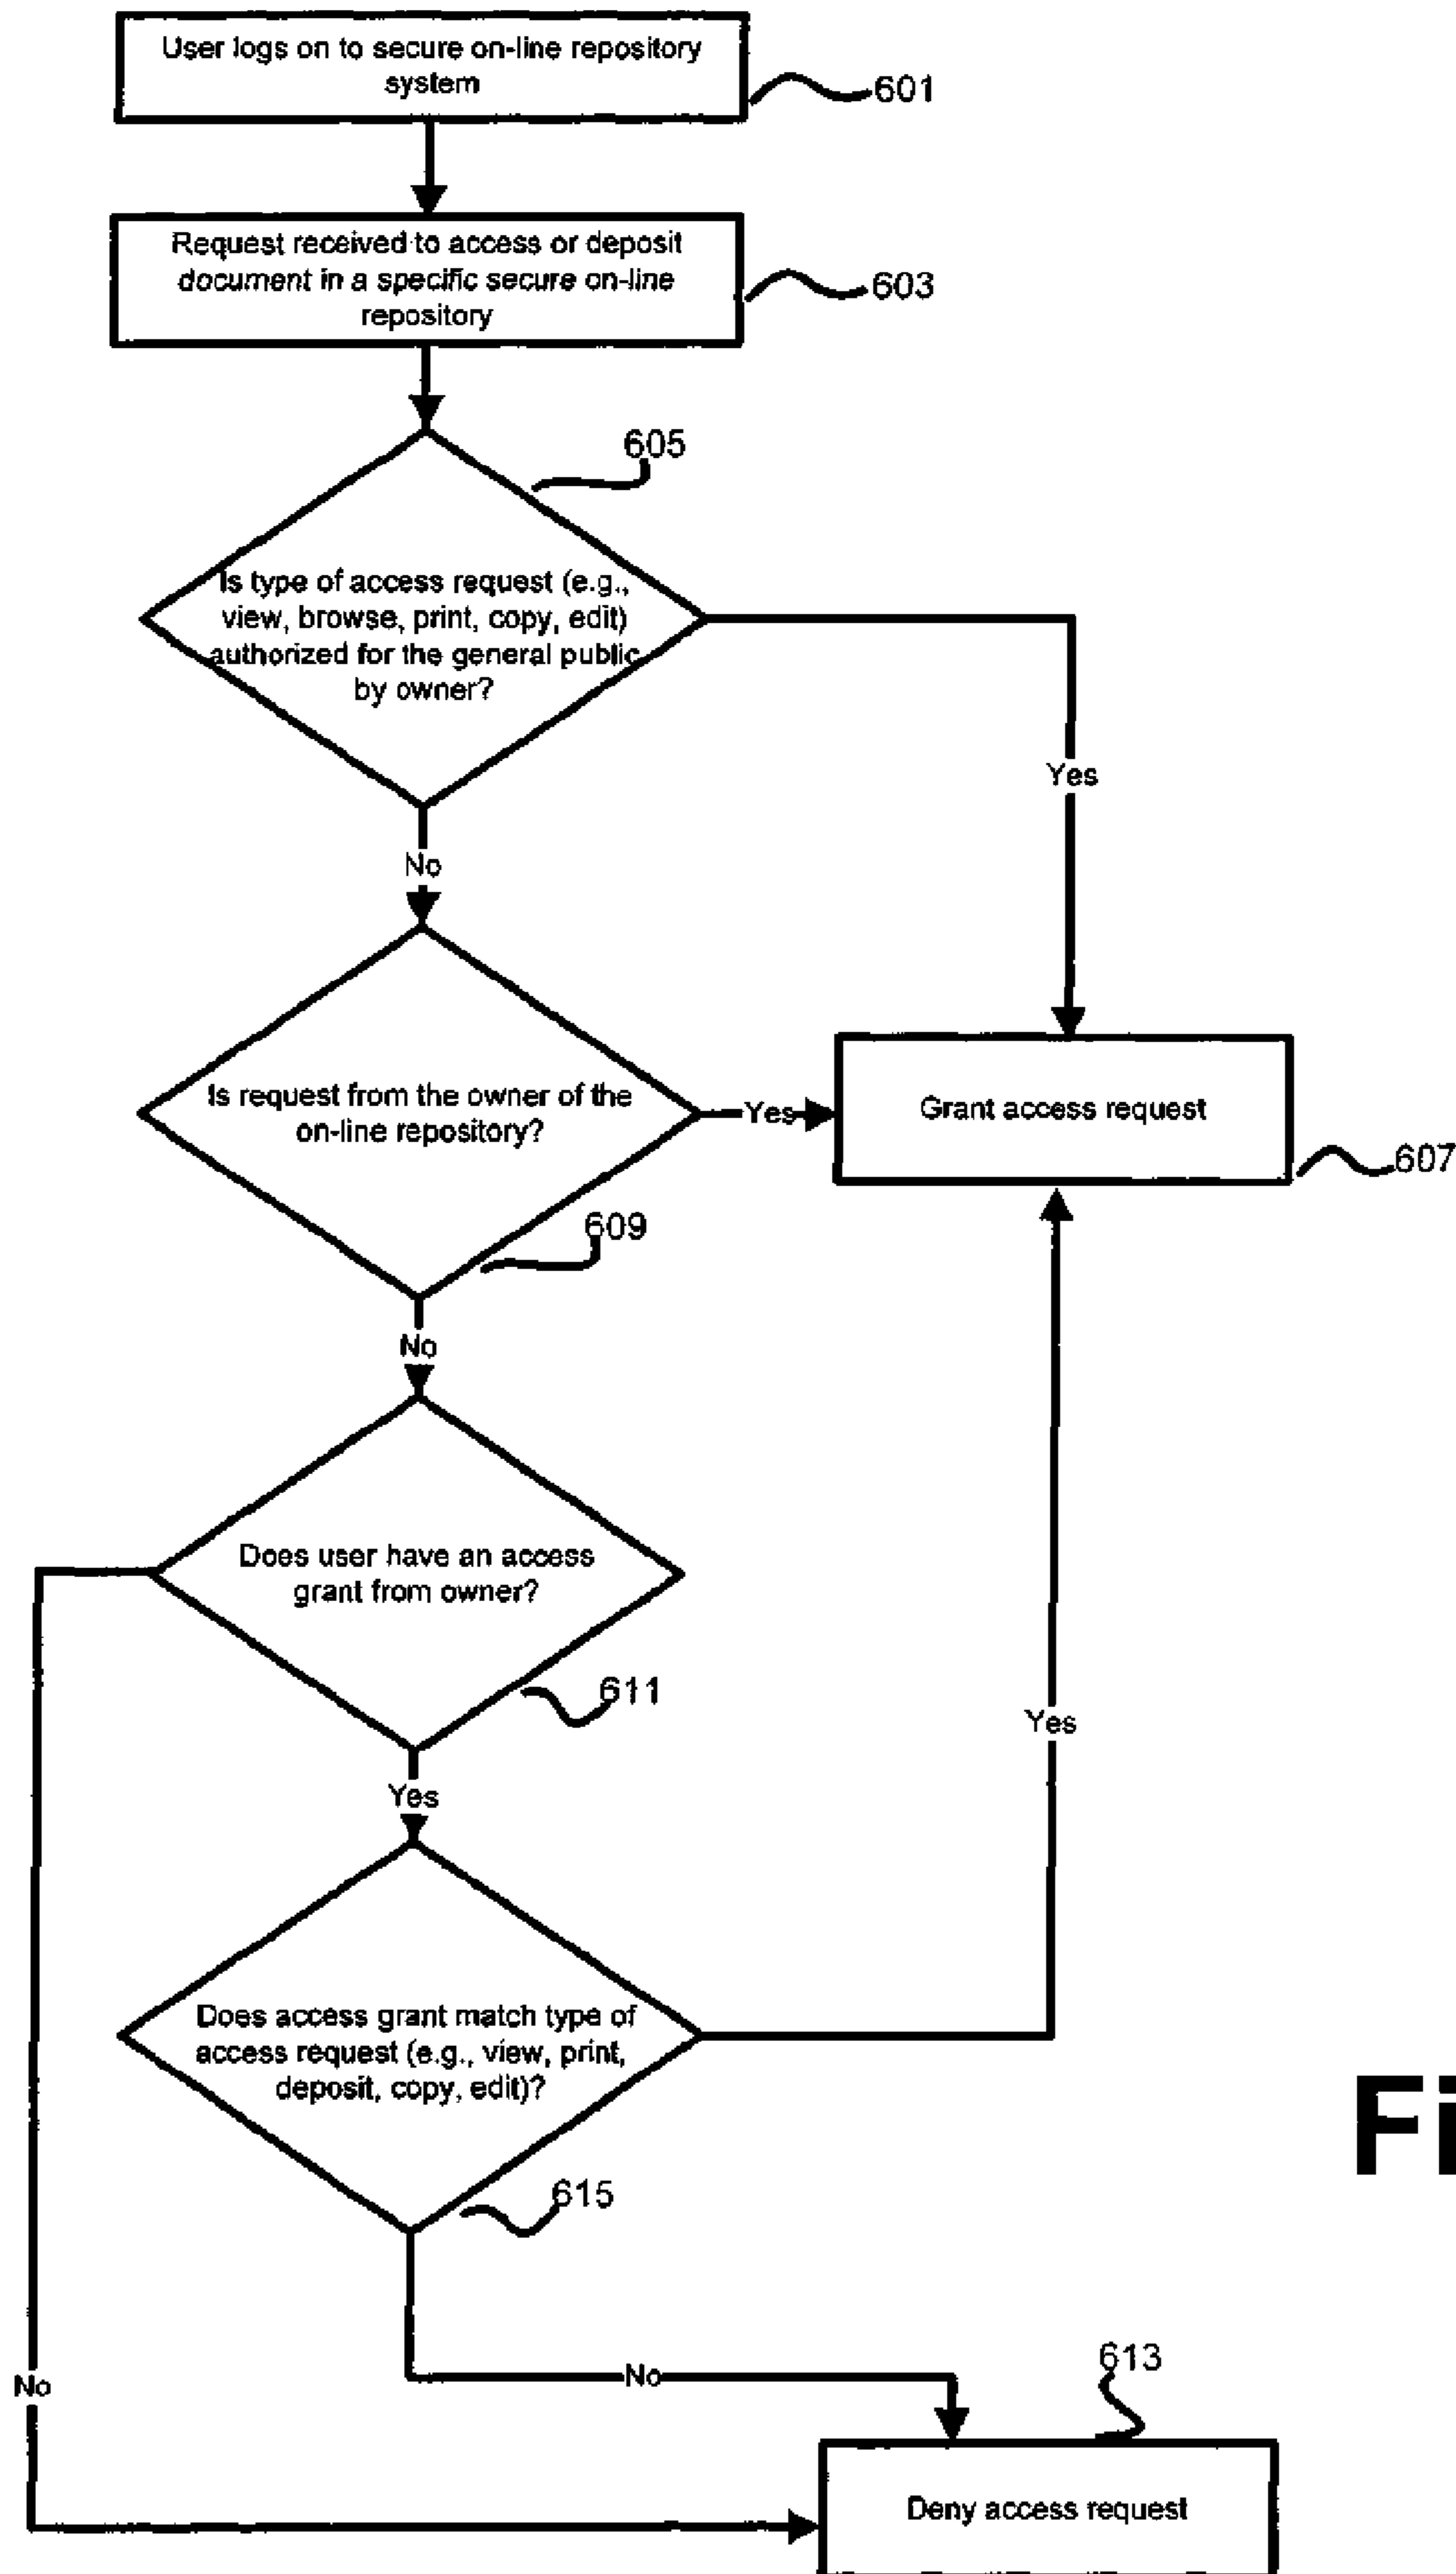 User logs on to secure on-line repository
system
601
Request received to access or deposit
document in a specific secure on-line
repository
603
605
Is type of access request (e.g.,
view, browse, print, copy, edit)
authorized for the general public
by owner?
Yes
No
Is request from the owner of the
on-line repository?
Yes
Grant access request
607
609
No
Does user have an access
grant from owner?
611
Yes
Yes
Does access grant match type of
access request (e.g., view, print,
deposit, copy, edit)?
Fi
615
613
No
No
Deny access request